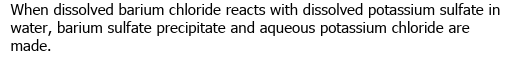 When dissolved barium chloride reacts with dissolved potassium sulfate in
water, barium sulfate precipitate and aqueous potassium chloride are
made.